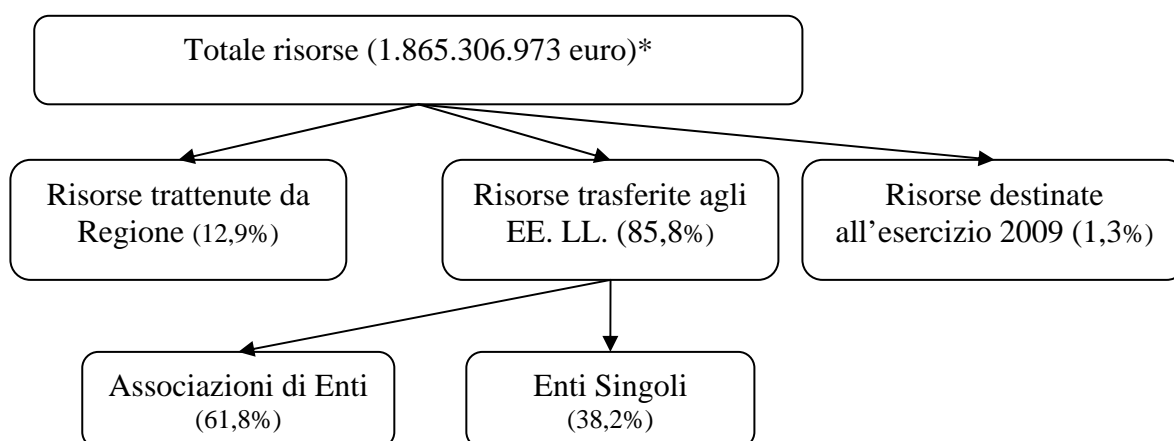 Totale risorse (1.865.306.973 euro)*
Risorse trattenute da
Regione (12,9%)
Risorse trasferite agli
EE. LL. (85,8%)
Risorse destinate
all’esercizio 2009 (1,3%)
Associazioni di Enti
(61,8%)
Enti Singoli
(38,2%)